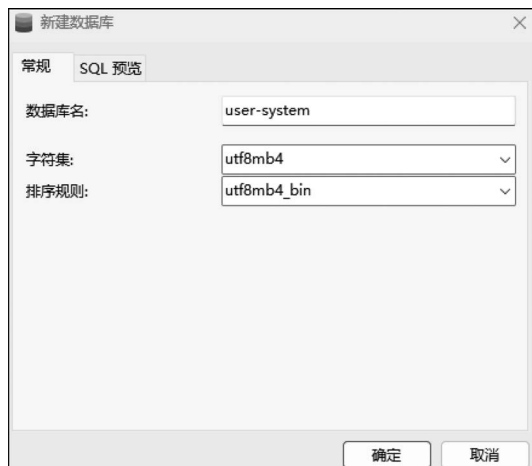 新建数据库
常规 SQL 预览
数据库名: user-system
字符集: utf8mb4
排序规则: utf8mb4_bin
确定 取消